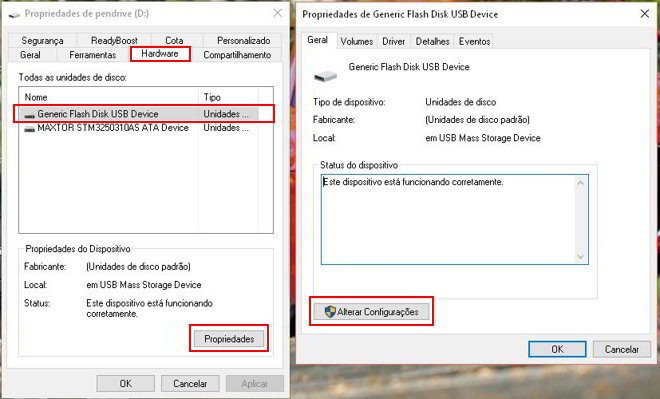 Propriedades de pendrive (D:)
Segurança ReadyBoost Cota Personalizado
Geral Ferramentas Hardware Compartilhamento
Todas as unidades de disco:
Nome Tipo
Generic Flash Disk USB Device Unidades ...
MAXTOR STM3250310AS ATA Device Unidades ...
Propriedades do Dispositivo
Fabricante: (Unidades de disco padrão)
Local: em USB Mass Storage Device
Status: Este dispositivo está funcionando
corretamente.
Propriedades
OK Cancelar Aplicar
Propriedades de Generic Flash Disk USB Device
Geral Volumes Driver Detalhes Eventos
Generic Flash Disk USB Device
Tipo de dispositivo: Unidades de disco
Fabricante: (Unidades de disco padrão)
Local: em USB Mass Storage Device
Status do dispositivo
Este dispositivo está funcionando corretamente.
Alterar Configurações
OK Cancelar